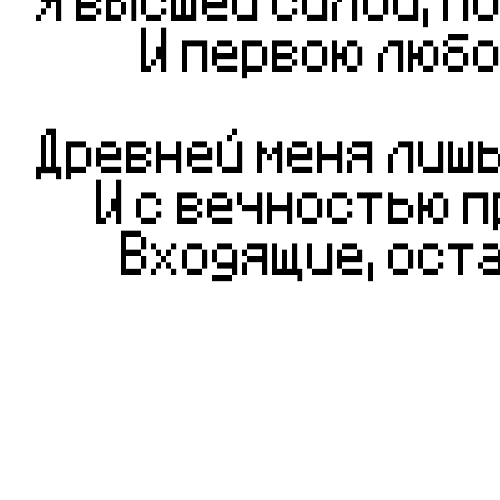 Я высшей силой, по
И первою любо
Древней меня лишь
И с вечностью пр
Входящие, оста